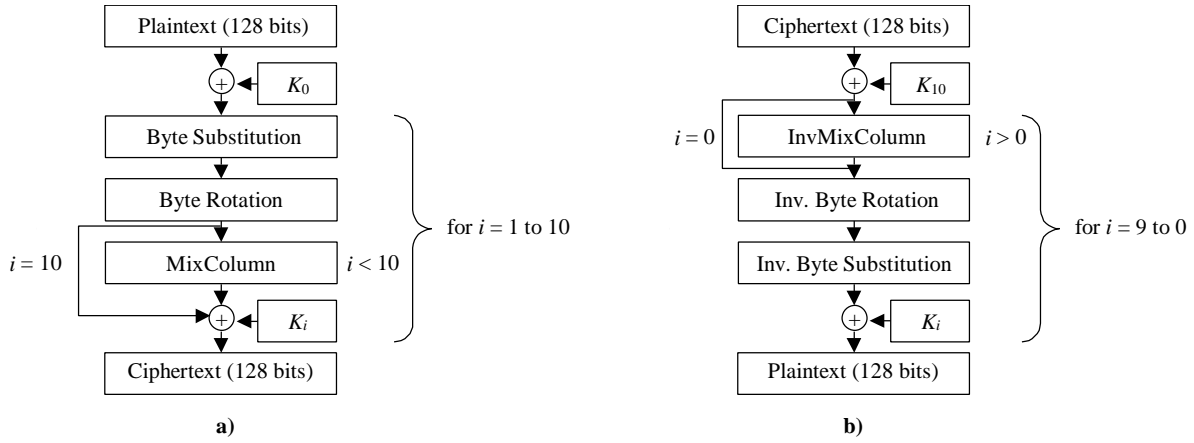 Plaintext (128 bits)
+
K0
Byte Substitution
Byte Rotation
i = 10
MixColumn
i < 10
for i = 1 to 10
+
Ki
Ciphertext (128 bits)
a)
Ciphertext (128 bits)
+
K10
i = 0
InvMixColumn
i > 0
Inv. Byte Rotation
for i = 9 to 0
Inv. Byte Substitution
+
Ki
Plaintext (128 bits)
b)